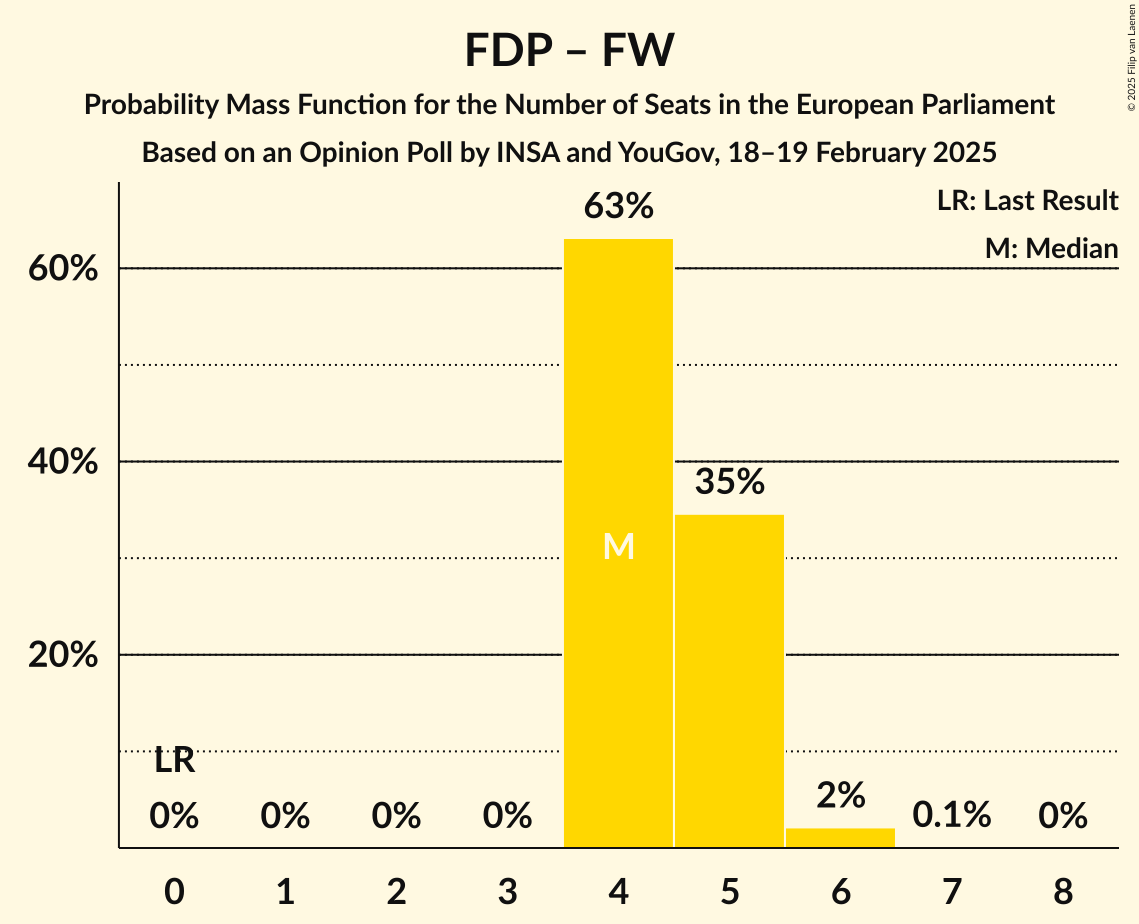 FDP – FW
Probability Mass Function for the Number of Seats in the European Parliament
Based on an Opinion Poll by INSA and YouGov, 18–19 February 2025
© 2025 Filip van Laenen
LR: Last Result
M: Median
63%
60%
40%
35%
M
20%
LR
2%
0% 0% 0% 0% 0.1% 0%
0 1 2 3 4 5 6 7 8